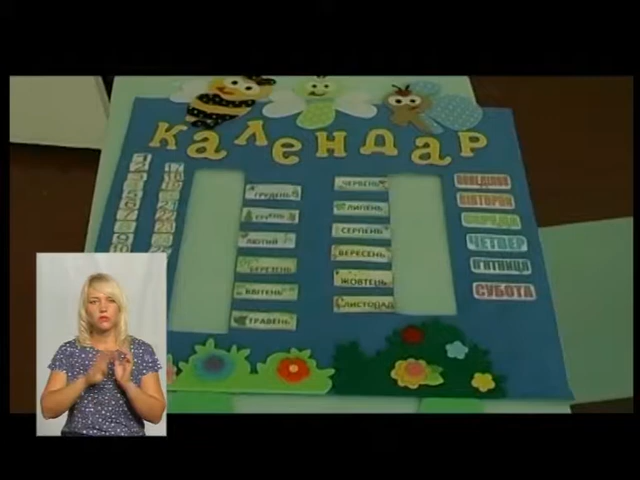 календар
ГРУДЕНЬ
СІЧЕНЬ
ЛЮТИЙ
БЕРЕЗЕНЬ
КВІТЕНЬ
ТРАВЕНЬ
ЧЕРВЕНЬ
ЛИПЕНЬ
СЕРПЕНЬ
ВЕРЕСЕНЬ
ЖОВТЕНЬ
ЛИСТОПАД
ПОНЕДІЛОК
ВІВТОРОК
СЕРЕДА
ЧЕТВЕР
П'ЯТНИЦЯ
СУБОТА